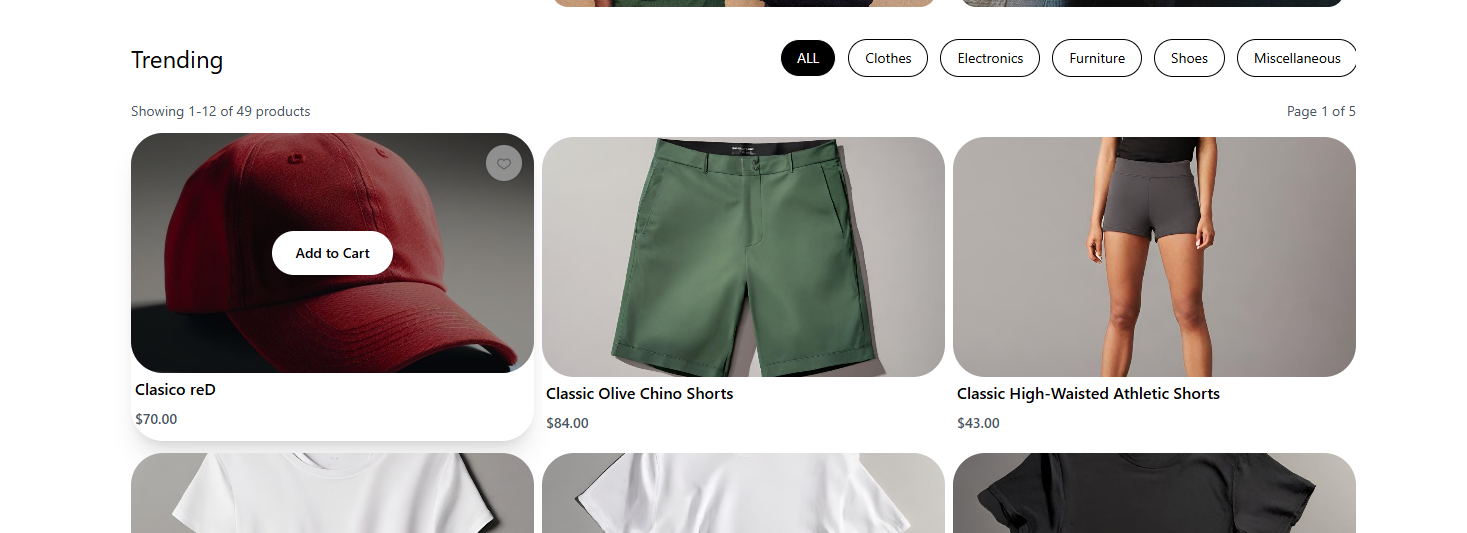 Trending
ALL
Clothes
Electronics
Furniture
Shoes
Miscellaneous
Showing 1-12 of 49 products
Page 1 of 5
Add to Cart
Clasico reD
$70.00
Classic Olive Chino Shorts
$84.00
Classic High-Waisted Athletic Shorts
$43.00